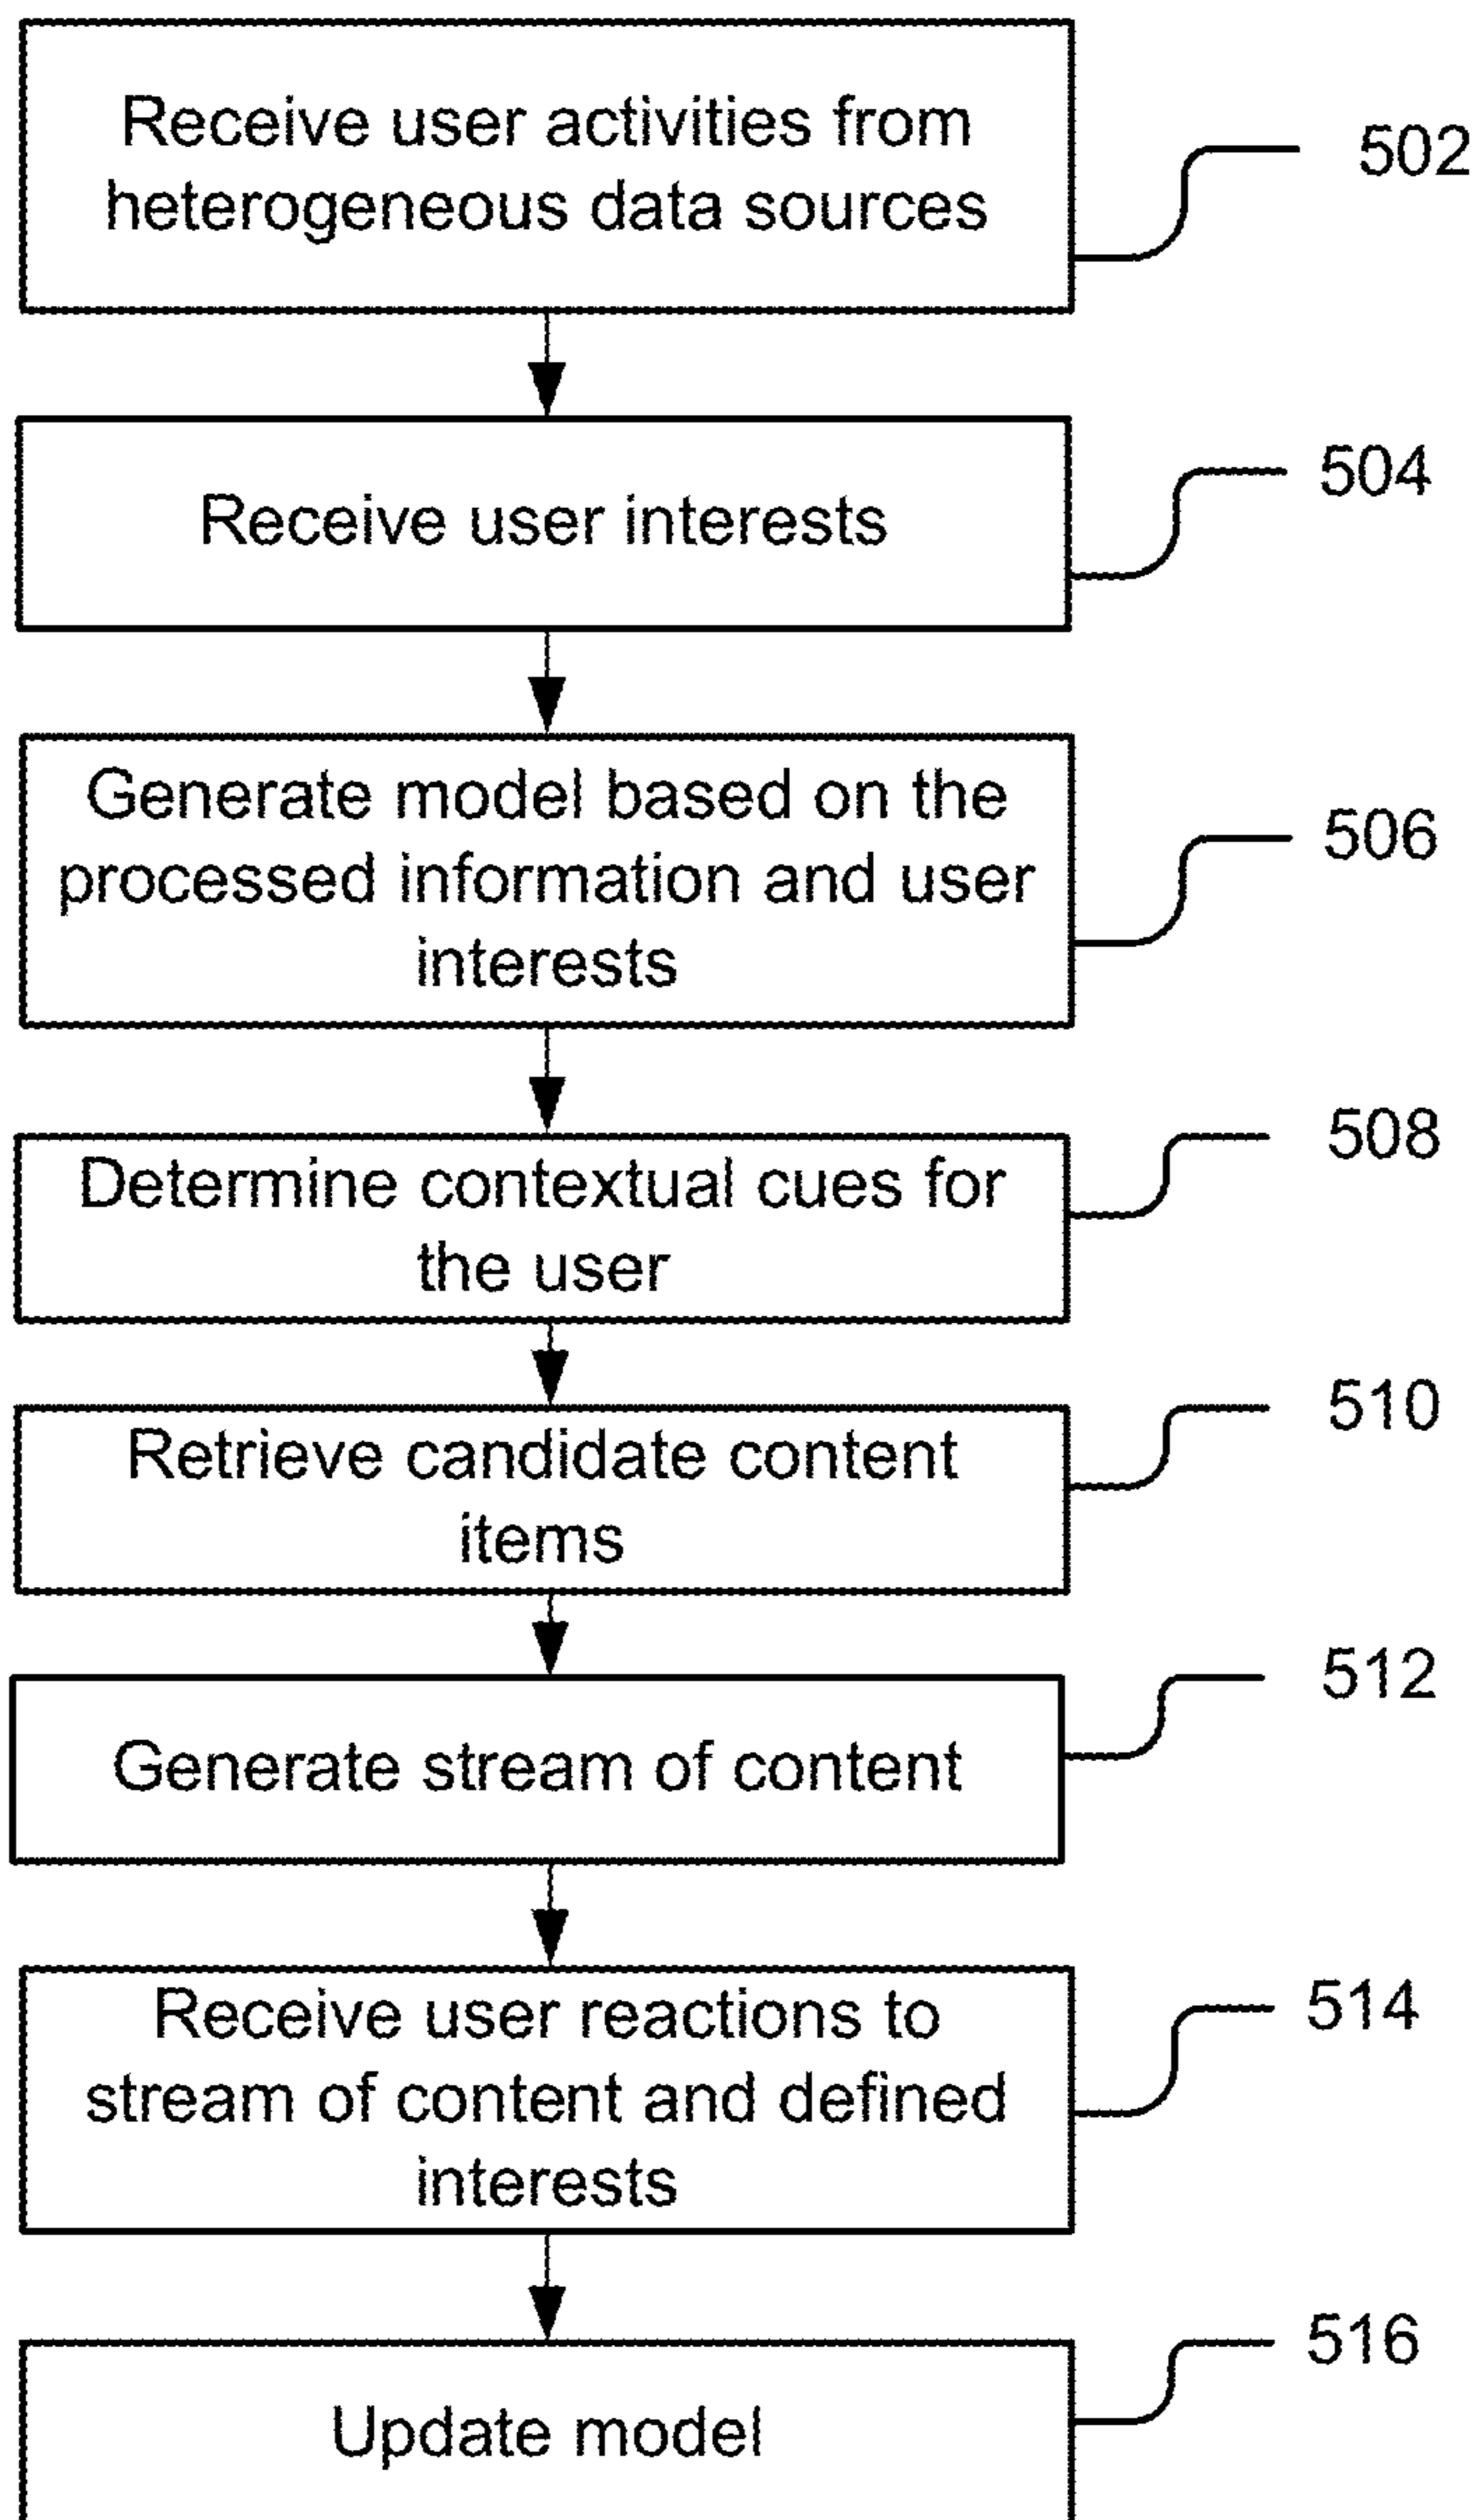 Receive user activities from
heterogeneous data sources
502
Receive user interests
504
Generate model based on the
processed information and user
interests
506
Determine contextual cues for
the user
508
Retrieve candidate content
items
510
Generate stream of content
512
Receive user reactions to
stream of content and defined
interests
514
Update model
516